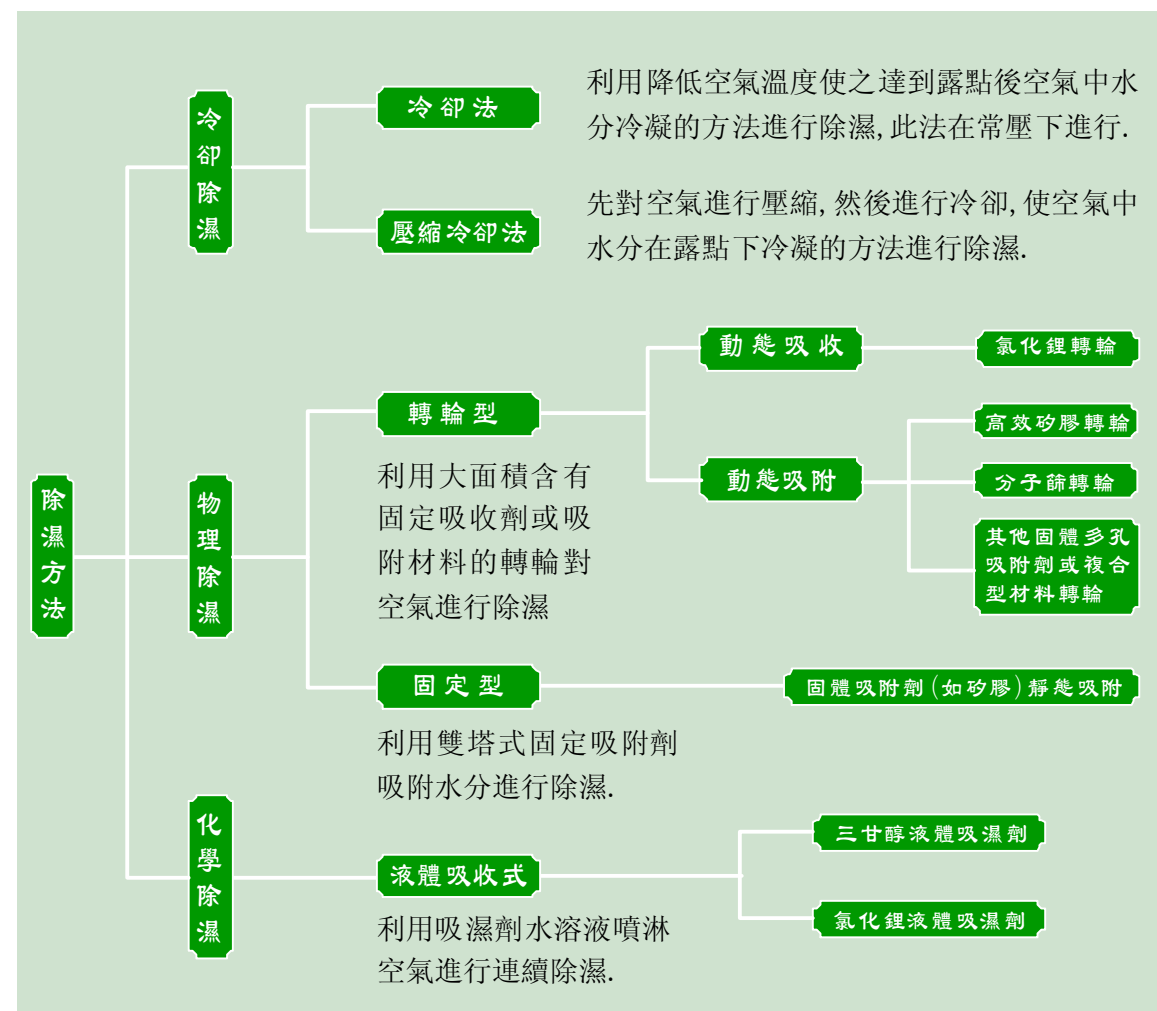 除濕方法
冷卻除濕
冷卻法
利用降低空氣溫度使之達到露點後空氣中水
分冷凝的方法進行除濕,此法在常壓下進行.
壓縮冷卻法
先對空氣進行壓縮,然後進行冷卻,使空氣中
水分在露點下冷凝的方法進行除濕.
物理除濕
轉輪型
利用大面積含有
固定吸收劑或吸
附材料的轉輪對
空氣進行除濕
動態吸收
氯化鋰轉輪
動態吸附
高效矽膠轉輪
分子篩轉輪
其他固體多孔
吸附劑或複合
型材料轉輪
固定型
利用雙塔式固定吸附劑
吸附水分進行除濕.
固體吸附劑(如矽膠)靜態吸附
化學除濕
液體吸收式
利用吸濕劑水溶液噴淋
空氣進行連續除濕.
三甘醇液體吸濕劑
氯化鋰液體吸濕劑